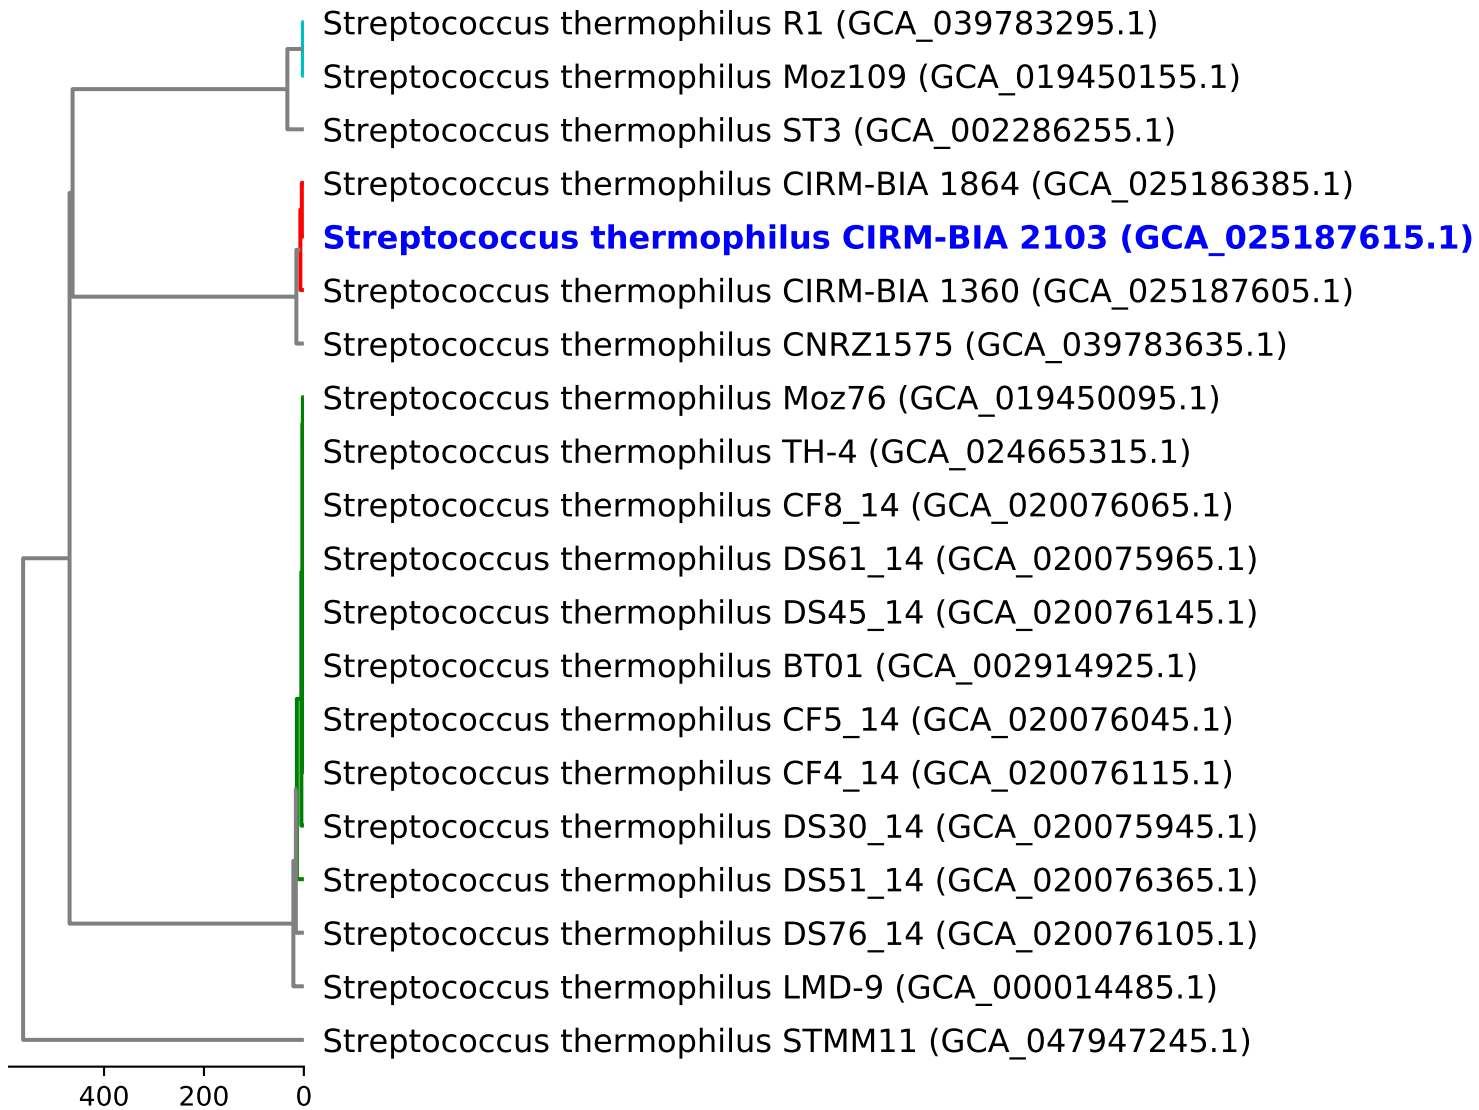 Streptococcus thermophilus R1 (GCA_039783295.1)
Streptococcus thermophilus Moz109 (GCA_019450155.1)
Streptococcus thermophilus ST3 (GCA_002286255.1)
Streptococcus thermophilus CIRM-BIA 1864 (GCA_025186385.1)
Streptococcus thermophilus CIRM-BIA 2103 (GCA_025187615.1)
Streptococcus thermophilus CIRM-BIA 1360 (GCA_025187605.1)
Streptococcus thermophilus CNRZ1575 (GCA_039783635.1)
Streptococcus thermophilus Moz76 (GCA_019450095.1)
Streptococcus thermophilus TH-4 (GCA_024665315.1)
Streptococcus thermophilus CF8_14 (GCA_020076065.1)
Streptococcus thermophilus DS61_14 (GCA_020075965.1)
Streptococcus thermophilus DS45_14 (GCA_020076145.1)
Streptococcus thermophilus BT01 (GCA_002914925.1)
Streptococcus thermophilus CF5_14 (GCA_020076045.1)
Streptococcus thermophilus CF4_14 (GCA_020076115.1)
Streptococcus thermophilus DS30_14 (GCA_020075945.1)
Streptococcus thermophilus DS51_14 (GCA_020076365.1)
Streptococcus thermophilus DS76_14 (GCA_020076105.1)
Streptococcus thermophilus LMD-9 (GCA_000014485.1)
Streptococcus thermophilus STMM11 (GCA_047947245.1)
400 200 0